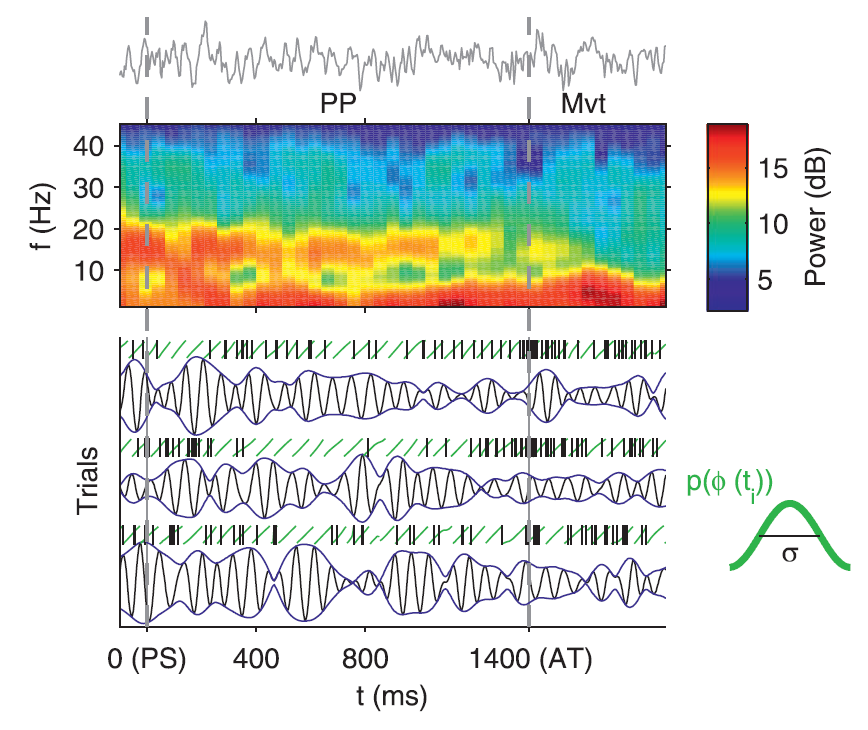 PP Mvt
40
30
20
10
f (Hz)
15
10
5
Power (dB)
Trials
p(ϕ (tᵢ))
σ
0 (PS) 400 800 1400 (AT)
t (ms)